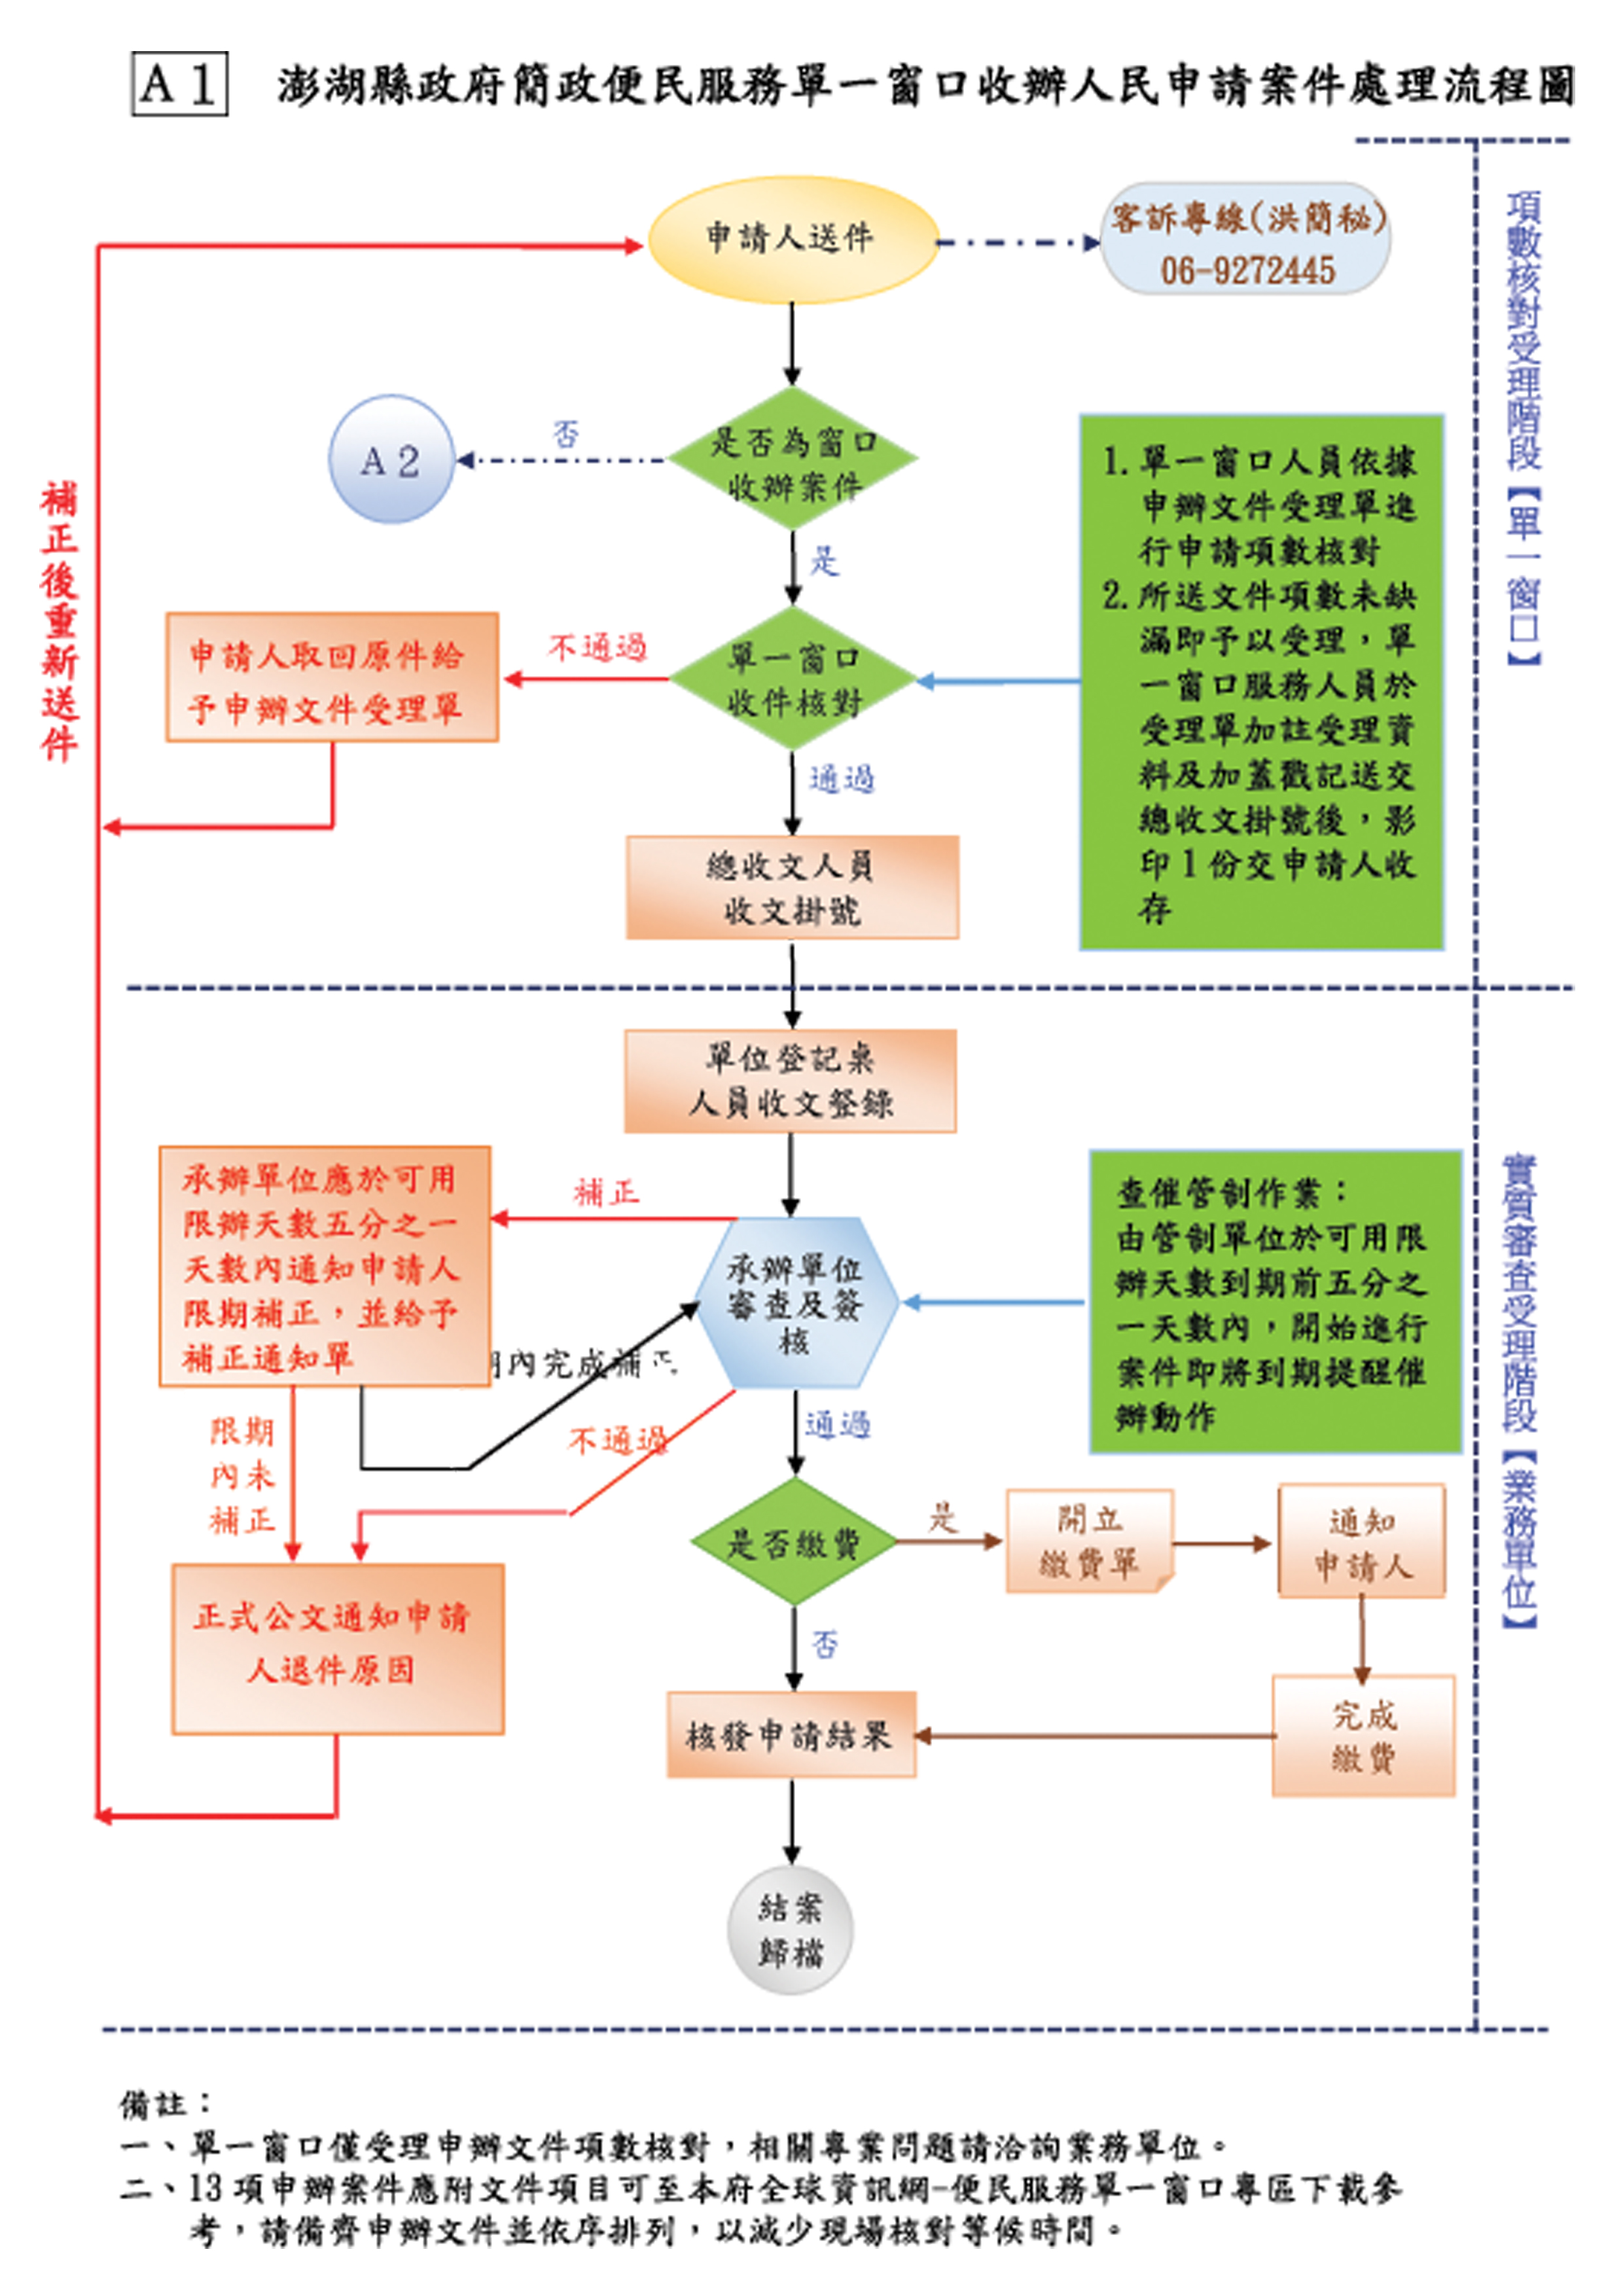 A1 澎湖縣政府簡政便民服務單一窗口收辦人民申請案件處理流程圖
申請人送件
客訴專線(洪簡秘)
06-9272445
項數核對受理階段【單一窗口】
是否為窗口
收辦案件
否
A2
是
1.單一窗口人員依據
申辦文件受理單進
行申請項數核對
2.所送文件項數未缺
漏即予以受理，單
一窗口服務人員於
受理單加註受理資
料及加蓋戳記送交
總收文掛號後，影
印1份交申請人收
存
補正後重新送件
申請人取回原件給
予申辦文件受理單
不通過
單一窗口
收件核對
通過
總收文人員
收文掛號
單位登記桌
人員收文登錄
實質審查受理階段【業務單位】
承辦單位應於可用
限辦天數五分之一
天數內通知申請人
限期補正，並給予
補正通知單
補正
承辦單位
審查及簽
核
查催管制作業：
由管制單位於可用限
辦天數到期前五分之
一天數內，開始進行
案件即將到期提醒催
辦動作
期內完成補正
限期
內未
補正
不通過
通過
是否繳費
是
開立
繳費單
通知
申請人
正式公文通知申請
人退件原因
否
核發申請結果
完成
繳費
結案
歸檔
備註：
一、單一窗口僅受理申辦文件項數核對，相關專業問題請洽詢業務單位。
二、13項申辦案件應附文件項目可至本府全球資訊網-便民服務單一窗口專區下載參
考，請備齊申辦文件並依序排列，以減少現場核對等候時間。